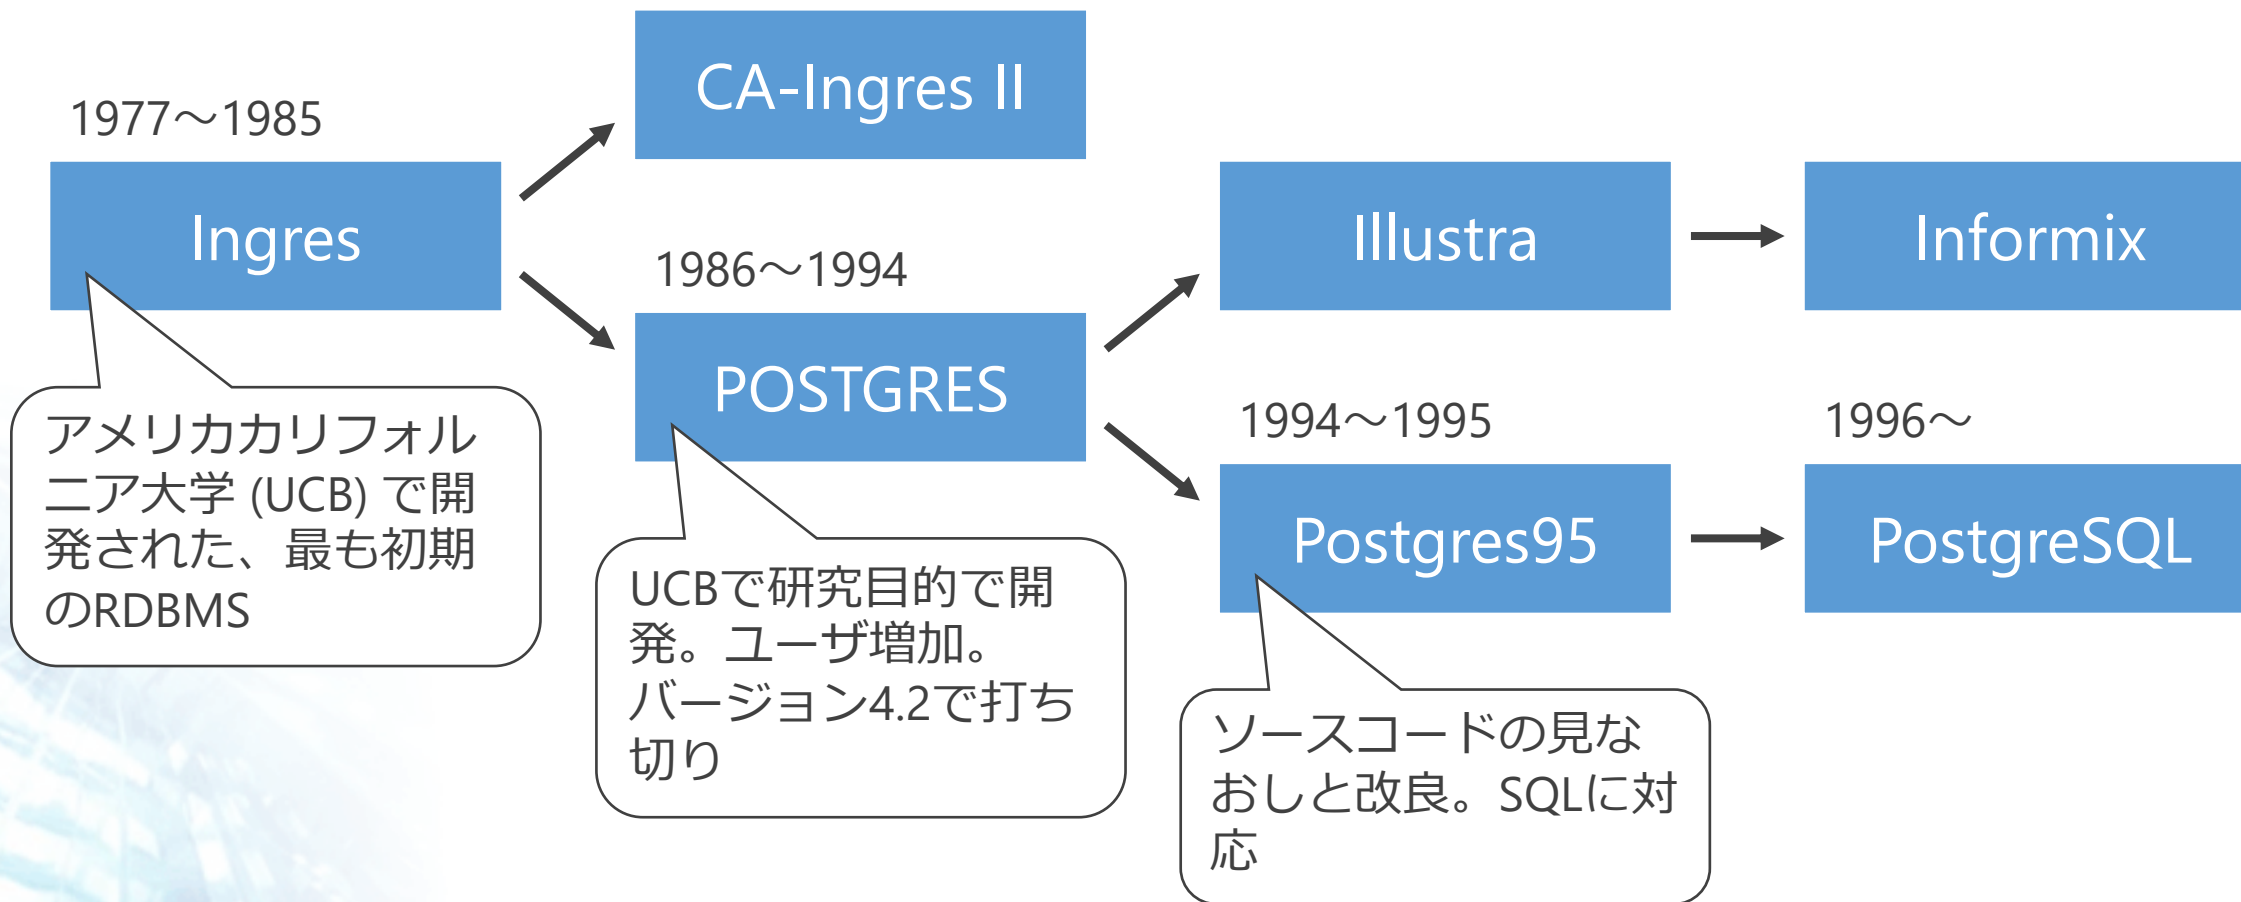 CA-Ingres II
1977～1985
Ingres
アメリカカリフォル
ニア大学 (UCB) で開
発された、最も初期
のRDBMS
1986～1994
POSTGRES
UCBで研究目的で開
発。ユーザ増加。
バージョン4.2で打ち
切り
Illustra
Informix
1994～1995
Postgres95
ソースコードの見な
おしと改良。SQLに対
応
1996～
PostgreSQL